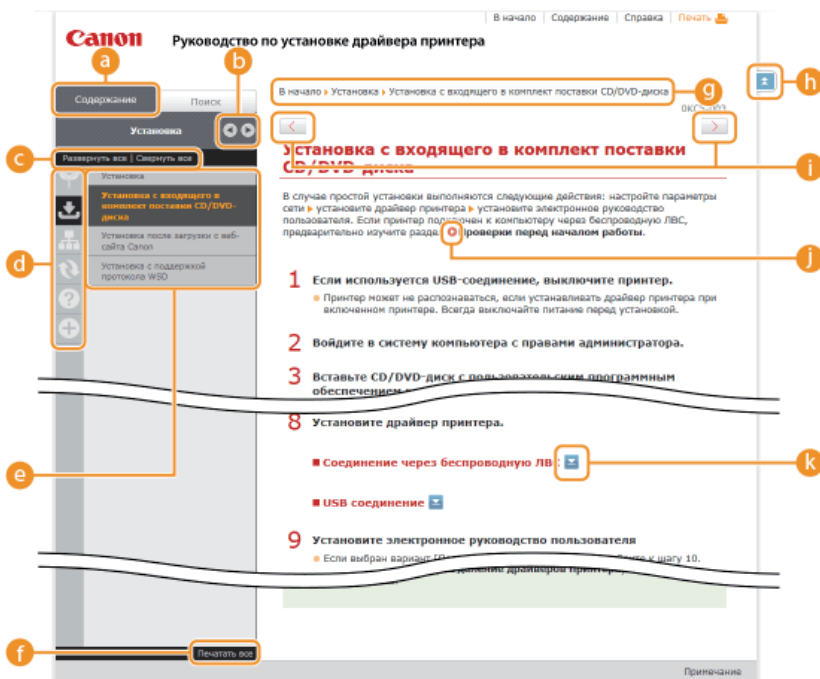 В начало | Содержание | Справка | Печать
Canon Руководство по установке драйвера принтера
a
b
Содержание Поиск
В начало Установка Установка с входящего в комплект поставки CD/DVD-диска
g
h
OKCS-003
Установка
c
Развернуть все | Свернуть все
Установка с входящего в комплект поставки
CD/DVD-диска
i
Установка
Установка с входящего в
комплект поставки CD/DVD-
диска
Установка после загрузки с веб-
сайта Canon
Установка с поддержкой
протокола WSD
d
В случае простой установки выполняются следующие действия: настройте параметры
сети установите драйвер принтера установите электронное руководство
пользователя. Если принтер подключен к компьютеру через беспроводную ЛВС,
предварительно изучите разде Проверки перед началом работы.
j
1 Если используется USB-соединение, выключите принтер.
Принтер может не распознаваться, если устанавливать драйвер принтера при
включенном принтере. Всегда выключайте питание перед установкой.
2 Войдите в систему компьютера с правами администратора.
3 Вставьте CD/DVD-диск с пользовательским программным
обеспечением
8 Установите драйвер принтера.
e
Соединение через беспроводную ЛВС
k
USB соединение
9 Установите электронное руководство пользователя
Если выбран вариант к шагу 10.
драйверов принтера
f
Печатать все
Примечание